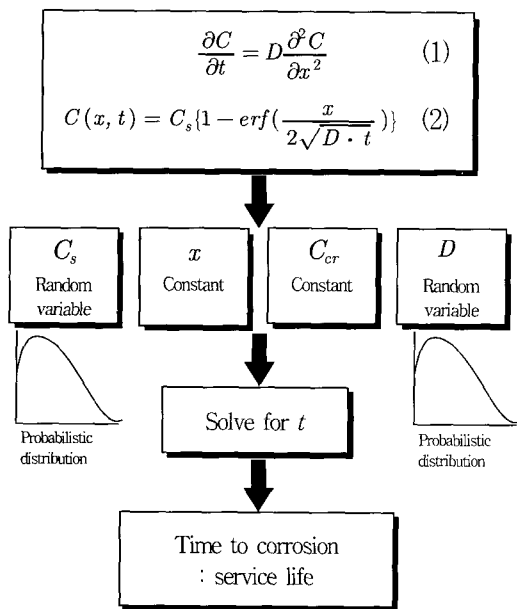 ∂C/∂t = D ∂²C/∂x² (1)
C(x, t) = C_s{1 − erf(x/(2√(D · t)))} (2)
C_s
Random
variable
x
Constant
C_cr
Constant
D
Random
variable
Probabilistic
distribution
Solve for t
Probabilistic
distribution
Time to corrosion
: service life